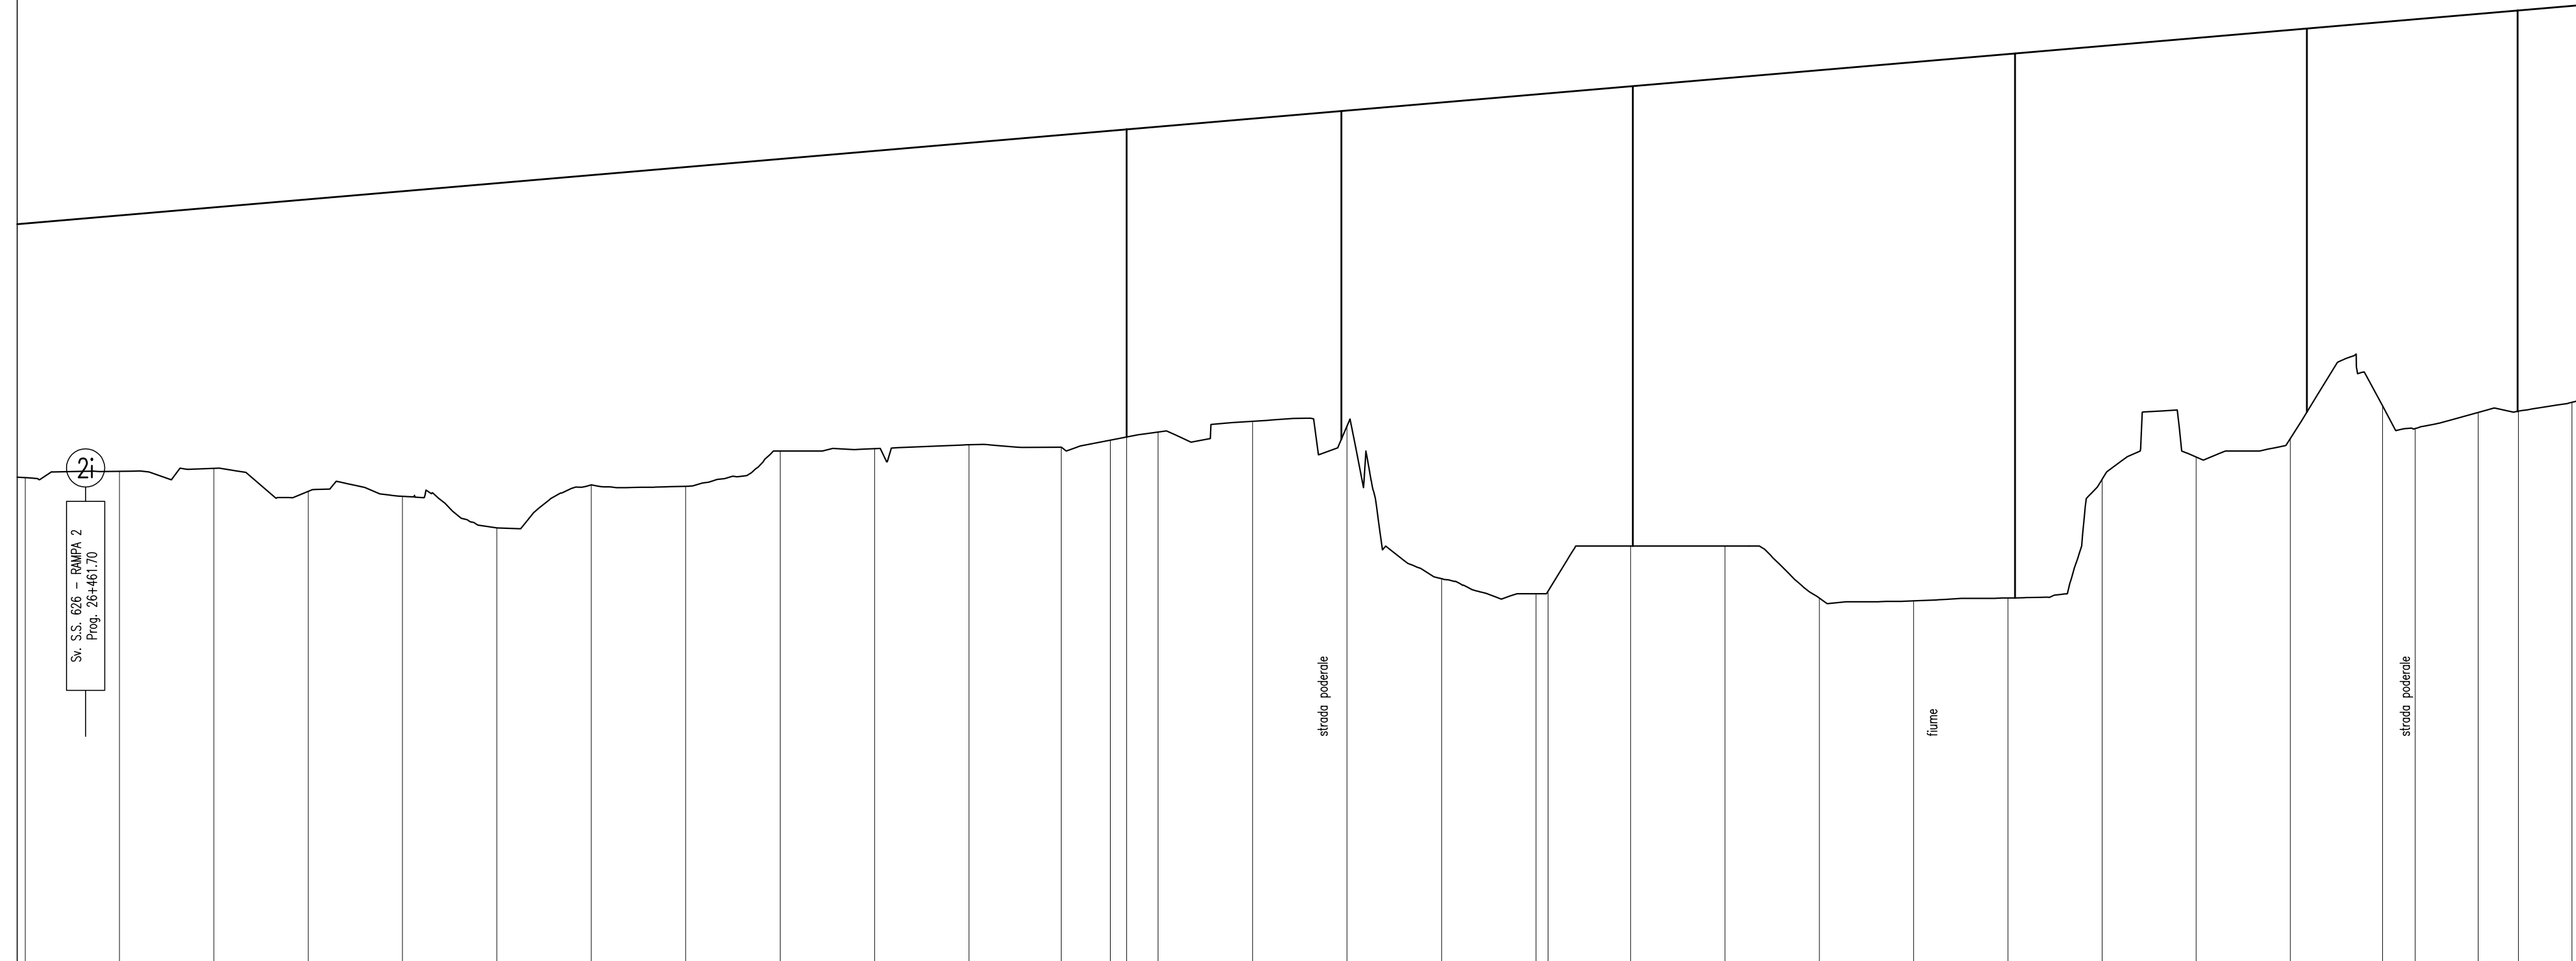 2i
Sv. S.S. 626 - RAMPA 2
Prog. 26+461.70
strada poderale
fiume
strada poderale